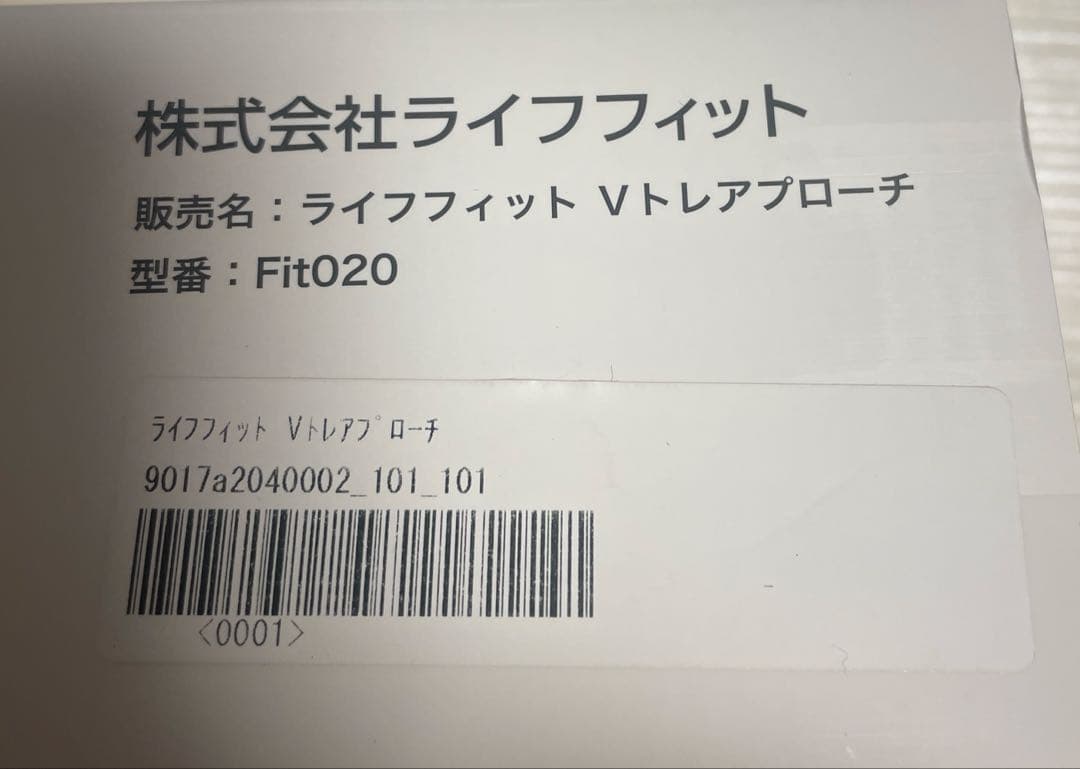 株式会社ライフフィット
販売名：ライフフィット Vトレアプローチ
型番：Fit020
ﾗｲﾌﾌｨｯﾄ Vﾄﾚｱﾌﾟﾛｰﾁ
9017a2040002_101_101
<0001>